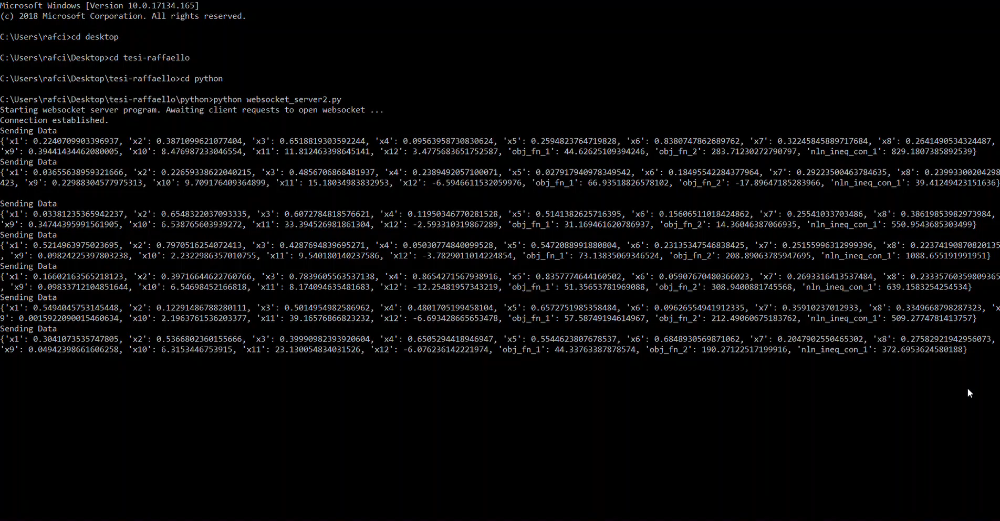 Microsoft Windows [Version 10.0.17134.165]
(c) 2018 Microsoft Corporation. All rights reserved.
C:\Users\rafci>cd desktop
C:\Users\rafci\Desktop>cd tesi-raffaello
C:\Users\rafci\Desktop\tesi-raffaello>cd python
C:\Users\rafci\Desktop\tesi-raffaello\python>python websocket_server2.py
Starting websocket server program. Awaiting client requests to open websocket ...
Connection established.
Sending Data
{'x1': 0.2240709903396937, 'x2': 0.3871099621077404, 'x3': 0.6518819303592244, 'x4': 0.09563958730830624, 'x5': 0.2594823764719828, 'x6': 0.8380747862689762, 'x7': 0.32245845889717684, 'x8': 0.2641490534324487,
'x9': 0.39441434462080005, 'x10': 8.476987233046554, 'x11': 11.812463398645141, 'x12': 3.4775683651752587, 'obj_fn_1': 44.62625109394246, 'obj_fn_2': 283.71230272790797, 'nln_ineq_con_1': 829.1807385892539}
Sending Data
{'x1': 0.03655638959321666, 'x2': 0.22659338622040215, 'x3': 0.4856706868481937, 'x4': 0.2389492057100071, 'x5': 0.027917940978349542, 'x6': 0.18495542284377964, 'x7': 0.29223500463784635, 'x8': 0.23993300204298
423, 'x9': 0.22988304577975313, 'x10': 9.709176409364899, 'x11': 15.18034983832953, 'x12': -6.5946611532059976, 'obj_fn_1': 66.93518826578102, 'obj_fn_2': -17.89647185283966, 'nln_ineq_con_1': 39.41249423151636}
Sending Data
{'x1': 0.03381235365942237, 'x2': 0.6548322037093335, 'x3': 0.6072784818576621, 'x4': 0.11950346770281528, 'x5': 0.5141382625716395, 'x6': 0.15606511018424862, 'x7': 0.25541033703486, 'x8': 0.38619853982973984,
'x9': 0.34744395991561905, 'x10': 6.538765603939272, 'x11': 33.394526981861304, 'x12': -2.593310319867289, 'obj_fn_1': 31.169461620786937, 'obj_fn_2': 14.36046387066935, 'nln_ineq_con_1': 550.9543685303499}
Sending Data
{'x1': 0.5214963975023695, 'x2': 0.7970516254072413, 'x3': 0.4287694839695271, 'x4': 0.05030774840099528, 'x5': 0.5472088991880804, 'x6': 0.23135347546838425, 'x7': 0.25155996312999396, 'x8': 0.22374190870820135
, 'x9': 0.098242253978032​38, 'x10': 2.2322986357010755, 'x11': 9.540180140237586, 'x12': -3.7829011014224854, 'obj_fn_1': 73.13835069346524, 'obj_fn_2': 208.89063785947695, 'nln_ineq_con_1': 1088.655191991951}
Sending Data
{'x1': 0.16602163565218123, 'x2': 0.39716644622760766, 'x3': 0.7839605563537138, 'x4': 0.8654271567938916, 'x5': 0.8357774644160502, 'x6': 0.05907670480366023, 'x7': 0.2693316413537484, 'x8': 0.23335760359809365
, 'x9': 0.09833712104851644, 'x10': 6.54698452166818, 'x11': 8.174094635481683, 'x12': -12.25481957343219, 'obj_fn_1': 51.35653781969088, 'obj_fn_2': 308.9400881745568, 'nln_ineq_con_1': 639.1583254254534}
Sending Data
{'x1': 0.5494045753145448, 'x2': 0.12291486788280111, 'x3': 0.5014954982586962, 'x4': 0.4801705199458104, 'x5': 0.6572751985358484, 'x6': 0.09626554941912335, 'x7': 0.35910237012933, 'x8': 0.3349668798287323, 'x
9': 0.0015922090015460634, 'x10': 2.1963761536203377, 'x11': 39.16576866823232, 'x12': -6.693428665653478, 'obj_fn_1': 57.58749194614967, 'obj_fn_2': 212.49060675183762, 'nln_ineq_con_1': 509.2774781413757}
Sending Data
{'x1': 0.3041073535747805, 'x2': 0.5366802360155666, 'x3': 0.39990982393920604, 'x4': 0.6505294418946947, 'x5': 0.5544623807678537, 'x6': 0.6848930569871062, 'x7': 0.2047902550465302, 'x8': 0.27582921942956073,
'x9': 0.04942398661606258, 'x10': 6.3153446753915, 'x11': 23.130054834031526, 'x12': -6.076236142221974, 'obj_fn_1': 44.33763387878574, 'obj_fn_2': 190.27122517199916, 'nln_ineq_con_1': 372.6953624580188}